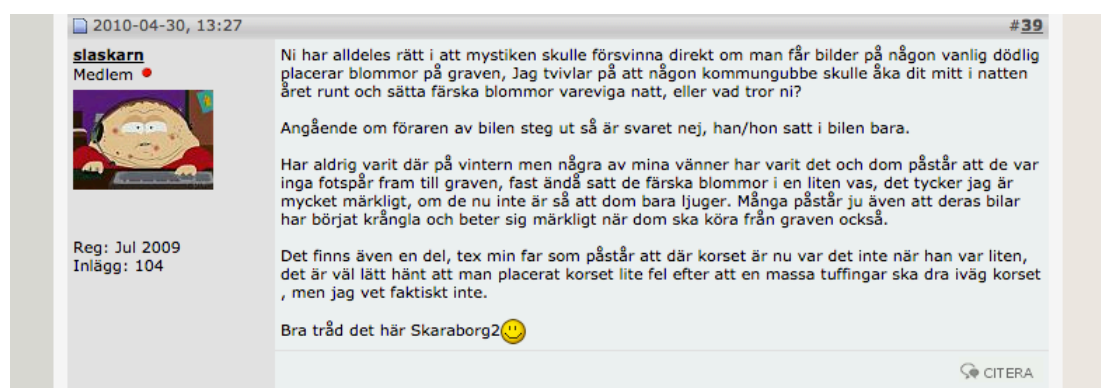 2010-04-30, 13:27 #39
slaskarn
Medlem
Ni har alldeles rätt i att mystiken skulle försvinna direkt om man får bilder på någon vanlig dödlig
placerar blommor på graven, Jag tvivlar på att någon kommungubbe skulle åka dit mitt i natten
året runt och sätta färska blommor vareviga natt, eller vad tror ni?
Angående om föraren av bilen steg ut så är svaret nej, han/hon satt i bilen bara.
Har aldrig varit där på vintern men några av mina vänner har varit det och dom påstår att de var
inga fotspår fram till graven, fast ändå satt de färska blommor i en liten vas, det tycker jag är
mycket märkligt, om de nu inte är så att dom bara ljuger. Många påstår ju även att deras bilar
har börjat krångla och beter sig märkligt när dom ska köra från graven också.
Reg: Jul 2009
Inlägg: 104
Det finns även en del, tex min far som påstår att där korset är nu var det inte när han var liten,
det är väl lätt hänt att man placerat korset lite fel efter att en massa tuffingar ska dra iväg korset
, men jag vet faktiskt inte.
Bra tråd det här Skaraborg2
CITERA